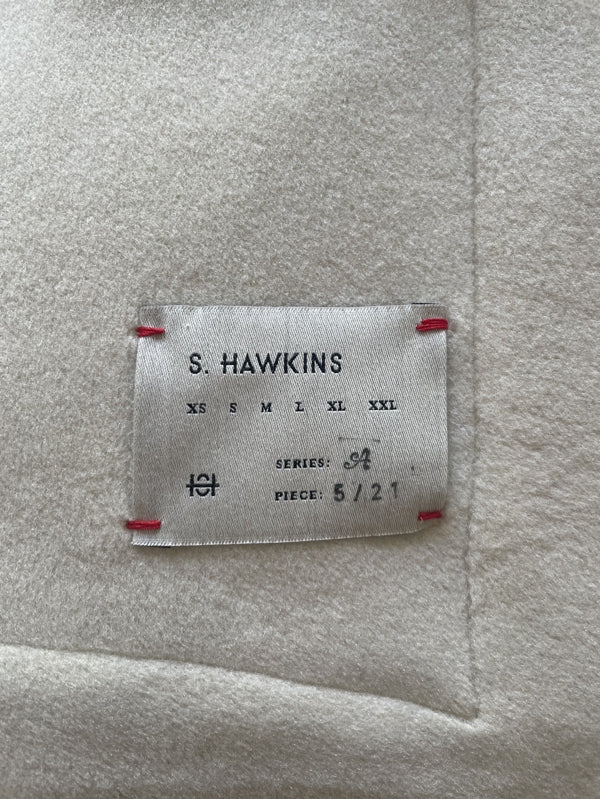 S. HAWKINS
XS S M L XL XXL
SERIES: A
PIECE: 5/21